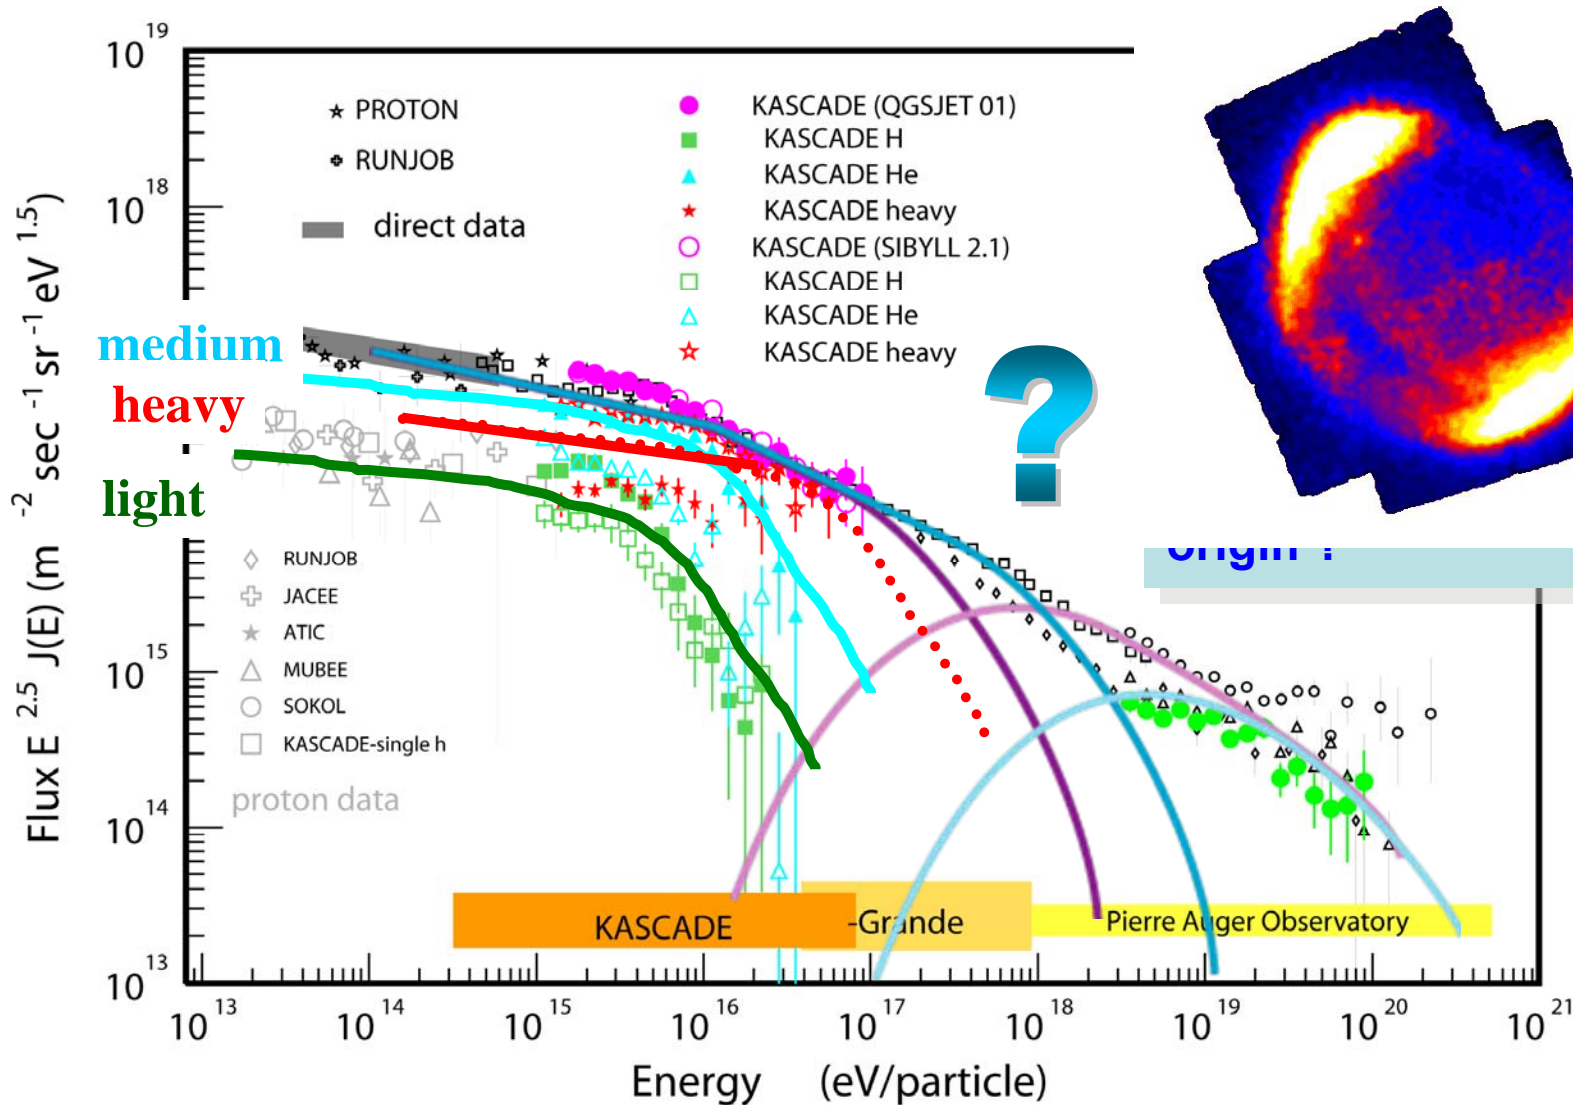 10^19
10^18
10^15
10^14
10^13
Flux E^2.5 J(E) (m^-2 sec^-1 sr^-1 eV^1.5)
PROTON
RUNJOB
direct data
KASCADE (QGSJET 01)
KASCADE H
KASCADE He
KASCADE heavy
KASCADE (SIBYLL 2.1)
KASCADE H
KASCADE He
KASCADE heavy
medium
heavy
light
?
origin ?
RUNJOB
JACEE
ATIC
MUBEE
SOKOL
KASCADE-single h
proton data
KASCADE
-Grande
Pierre Auger Observatory
10^13 10^14 10^15 10^16 10^17 10^18 10^19 10^20 10^21
Energy (eV/particle)